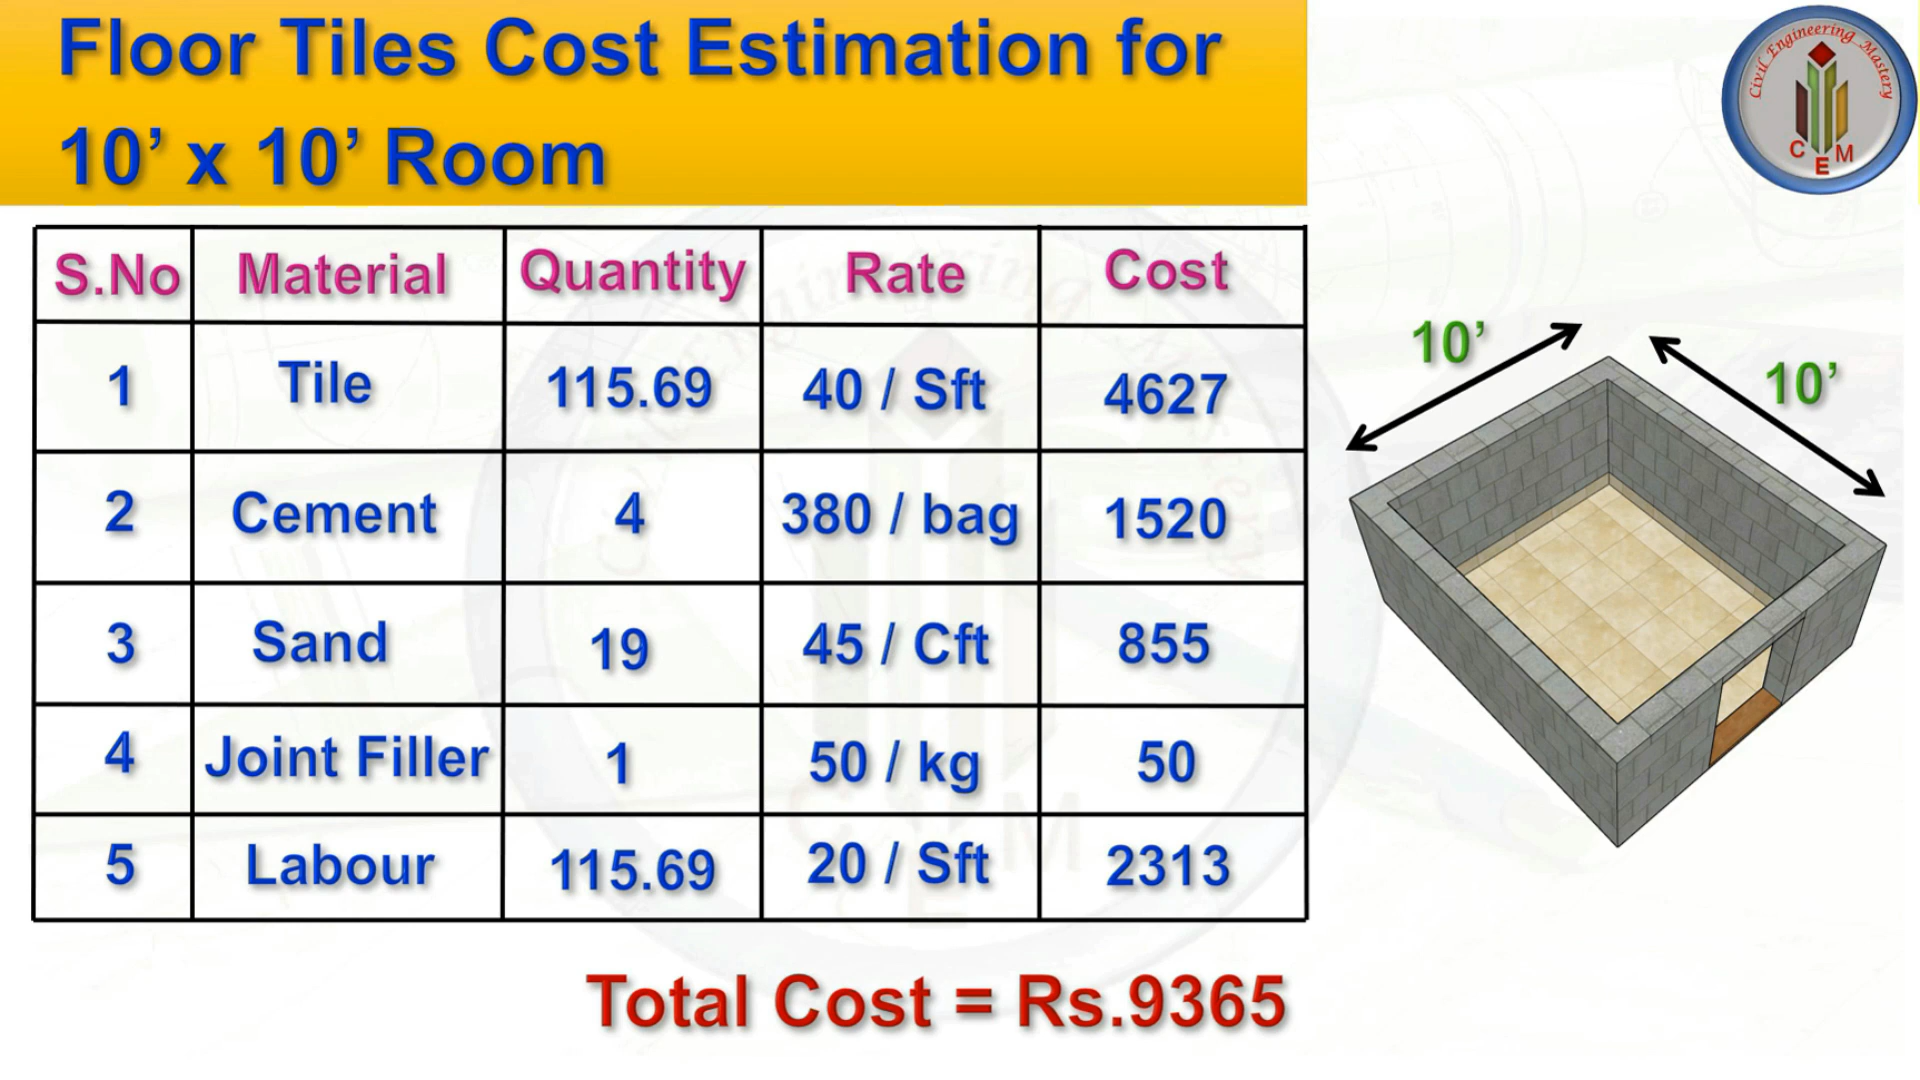 Floor Tiles Cost Estimation for
10’ x 10’ Room
Civil Engineering Mastery
C E M
S.No Material Quantity Rate Cost
1 Tile 115.69 40 / Sft 4627
2 Cement 4 380 / bag 1520
3 Sand 19 45 / Cft 855
4 Joint Filler 1 50 / kg 50
5 Labour 115.69 20 / Sft 2313
Total Cost = Rs.9365
10’
10’